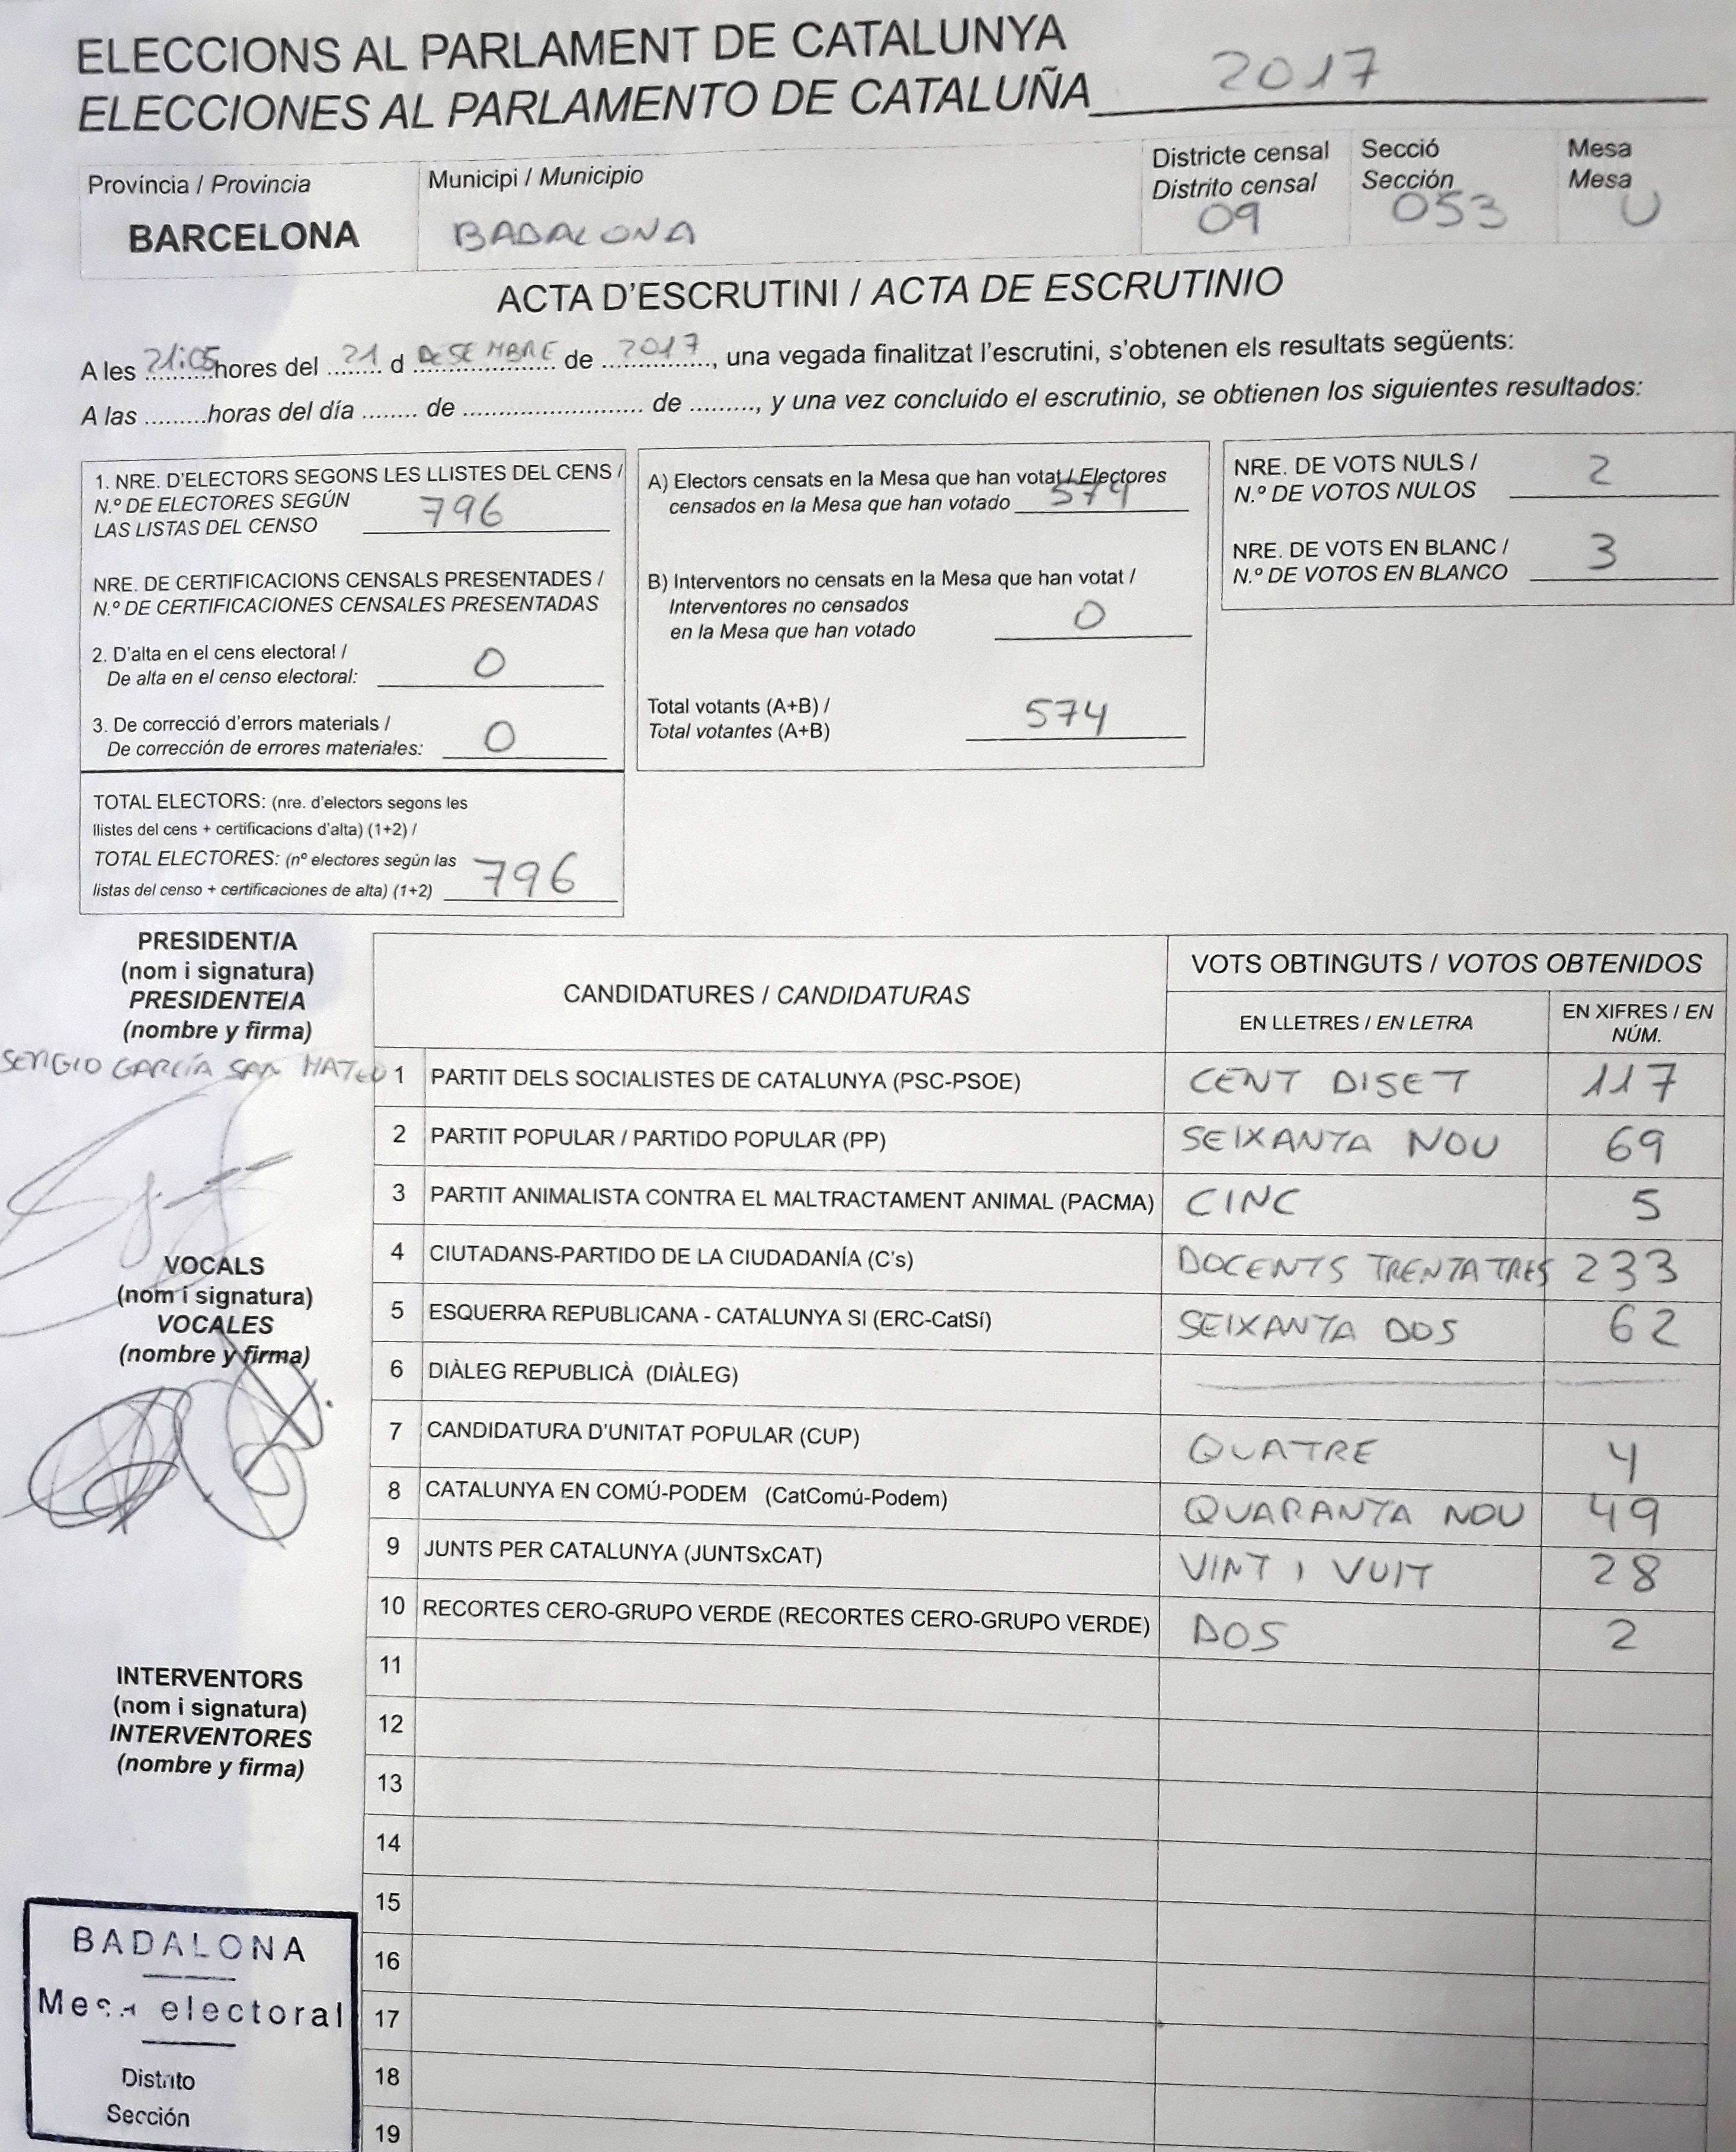 ELECCIONS AL PARLAMENT DE CATALUNYA
ELECCIONES AL PARLAMENTO DE CATALUÑA
2017
Província / Provincia
BARCELONA
Municipi / Municipio
BADALONA
Districte censal
Distrito censal
09
Secció
Sección
053
Mesa
Mesa
U
ACTA D'ESCRUTINI / ACTA DE ESCRUTINIO
A les 21:05 hores del 21 d DESEMBRE de 2017, una vegada finalitzat l'escrutini, s'obtenen els resultats següents:
A las ..........horas del día ........ de .............................. de .........., y una vez concluido el escrutinio, se obtienen los siguientes resultados:
1. NRE. D'ELECTORS SEGONS LES LLISTES DEL CENS /
N.º DE ELECTORES SEGÚN
LAS LISTAS DEL CENSO 796
NRE. DE CERTIFICACIONS CENSALS PRESENTADES /
N.º DE CERTIFICACIONES CENSALES PRESENTADAS
2. D'alta en el cens electoral /
De alta en el censo electoral: 0
3. De correcció d'errors materials /
De corrección de errores materiales: 0
TOTAL ELECTORS: (nre. d'electors segons les
llistes del cens + certificacions d'alta) (1+2) /
TOTAL ELECTORES: (nº electores según las
listas del censo + certificaciones de alta) (1+2) 796
A) Electors censats en la Mesa que han votat / Electores
censados en la Mesa que han votado 574
B) Interventors no censats en la Mesa que han votat /
Interventores no censados
en la Mesa que han votado 0
Total votants (A+B) /
Total votantes (A+B) 574
NRE. DE VOTS NULS /
N.º DE VOTOS NULOS 2
NRE. DE VOTS EN BLANC /
N.º DE VOTOS EN BLANCO 3
PRESIDENT/A
(nom i signatura)
PRESIDENTE/A
(nombre y firma)
SERGIO GARCÍA SAN MATEO
VOCALS
(nom i signatura)
VOCALES
(nombre y firma)
INTERVENTORS
(nom i signatura)
INTERVENTORES
(nombre y firma)
BADALONA
Mesa electoral
Distrito
Sección
CANDIDATURES / CANDIDATURAS
VOTS OBTINGUTS / VOTOS OBTENIDOS
EN LLETRES / EN LETRA
EN XIFRES / EN
NÚM.
1 PARTIT DELS SOCIALISTES DE CATALUNYA (PSC-PSOE) CENT DISET 117
2 PARTIT POPULAR / PARTIDO POPULAR (PP) SEIXANTA NOU 69
3 PARTIT ANIMALISTA CONTRA EL MALTRACTAMENT ANIMAL (PACMA) CINC 5
4 CIUTADANS-PARTIDO DE LA CIUDADANÍA (C's) DOCENTS TRENTA TRES 233
5 ESQUERRA REPUBLICANA - CATALUNYA SI (ERC-CatSí) SEIXANTA DOS 62
6 DIÀLEG REPUBLICÀ (DIÀLEG)
7 CANDIDATURA D'UNITAT POPULAR (CUP) QUATRE 4
8 CATALUNYA EN COMÚ-PODEM (CatComú-Podem) QUARANTA NOU 49
9 JUNTS PER CATALUNYA (JUNTSxCAT) VINT I VUIT 28
10 RECORTES CERO-GRUPO VERDE (RECORTES CERO-GRUPO VERDE) DOS 2
11
12
13
14
15
16
17
18
19